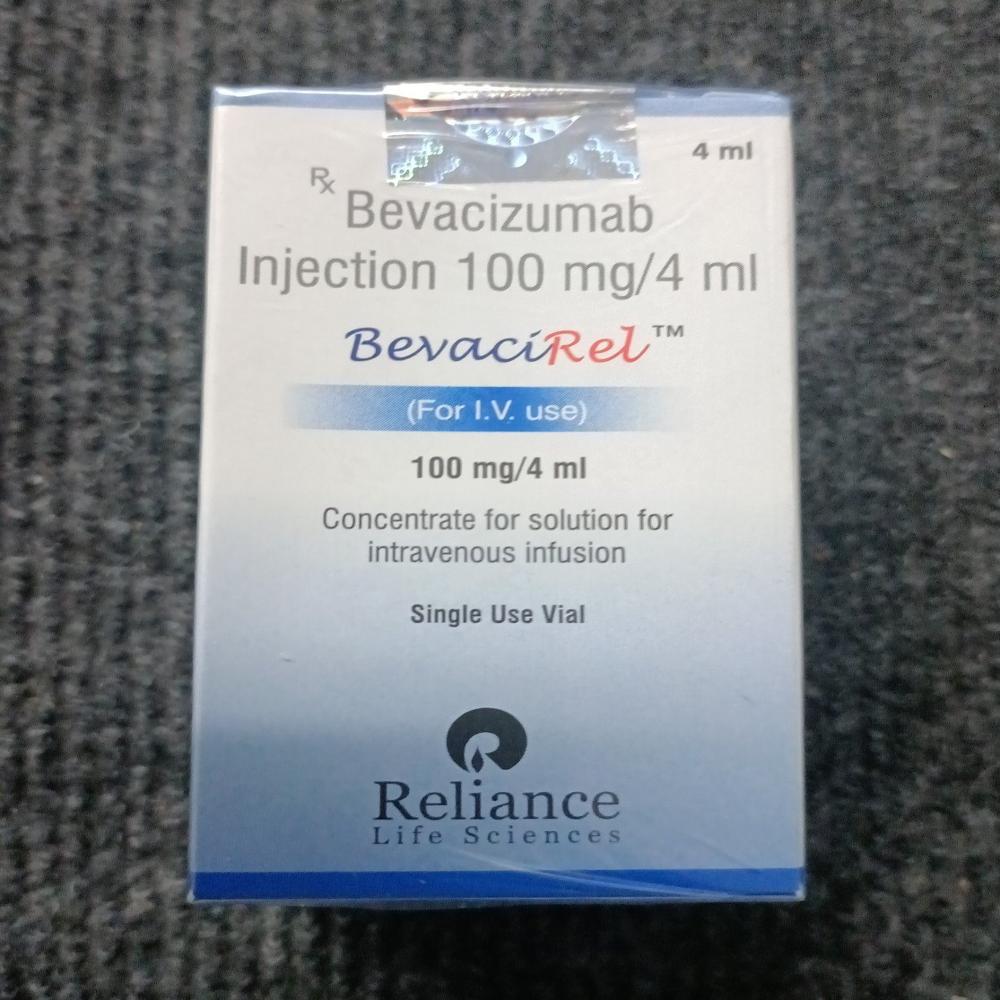 4 ml
Rx Bevacizumab
Injection 100 mg/4 ml
BevaciRel™
(For I.V. use)
100 mg/4 ml
Concentrate for solution for
intravenous infusion
Single Use Vial
R
Reliance
Life Sciences